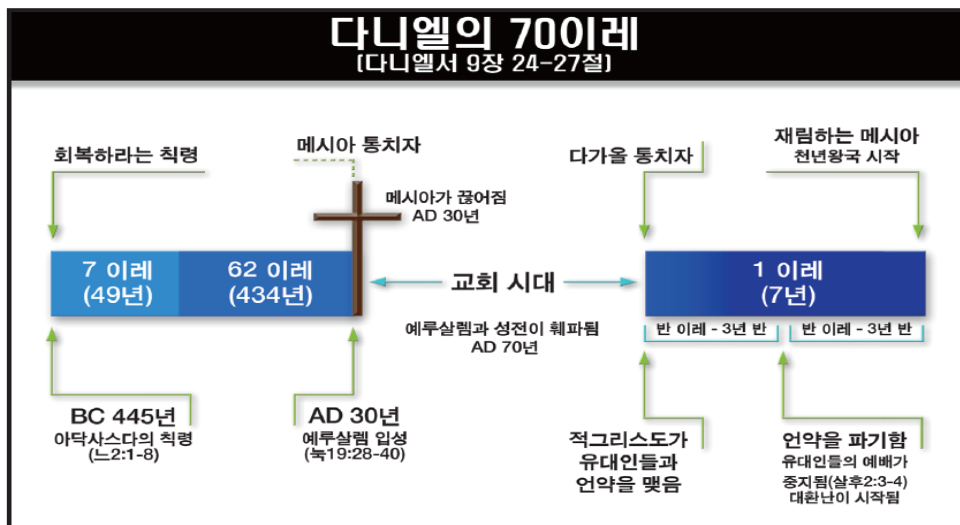 다니엘의 70이레
(다니엘서 9장 24-27절)
회복하라는 칙령
메시아 통치자
다가올 통치자
재림하는 메시아
천년왕국 시작
메시아가 끊어짐
AD 30년
7 이레
(49년)
62 이레
(434년)
교회 시대
1 이레
(7년)
예루살렘과 성전이 훼파됨
AD 70년
반 이레 - 3년 반
반 이레 - 3년 반
BC 445년
아닥사스다의 칙령
(느2:1-8)
AD 30년
예루살렘 입성
(눅19:28-40)
적그리스도가
유대인들과
언약을 맺음
언약을 파기함
유대인들의 예배가
중지됨(살후2:3-4)
대환난이 시작됨